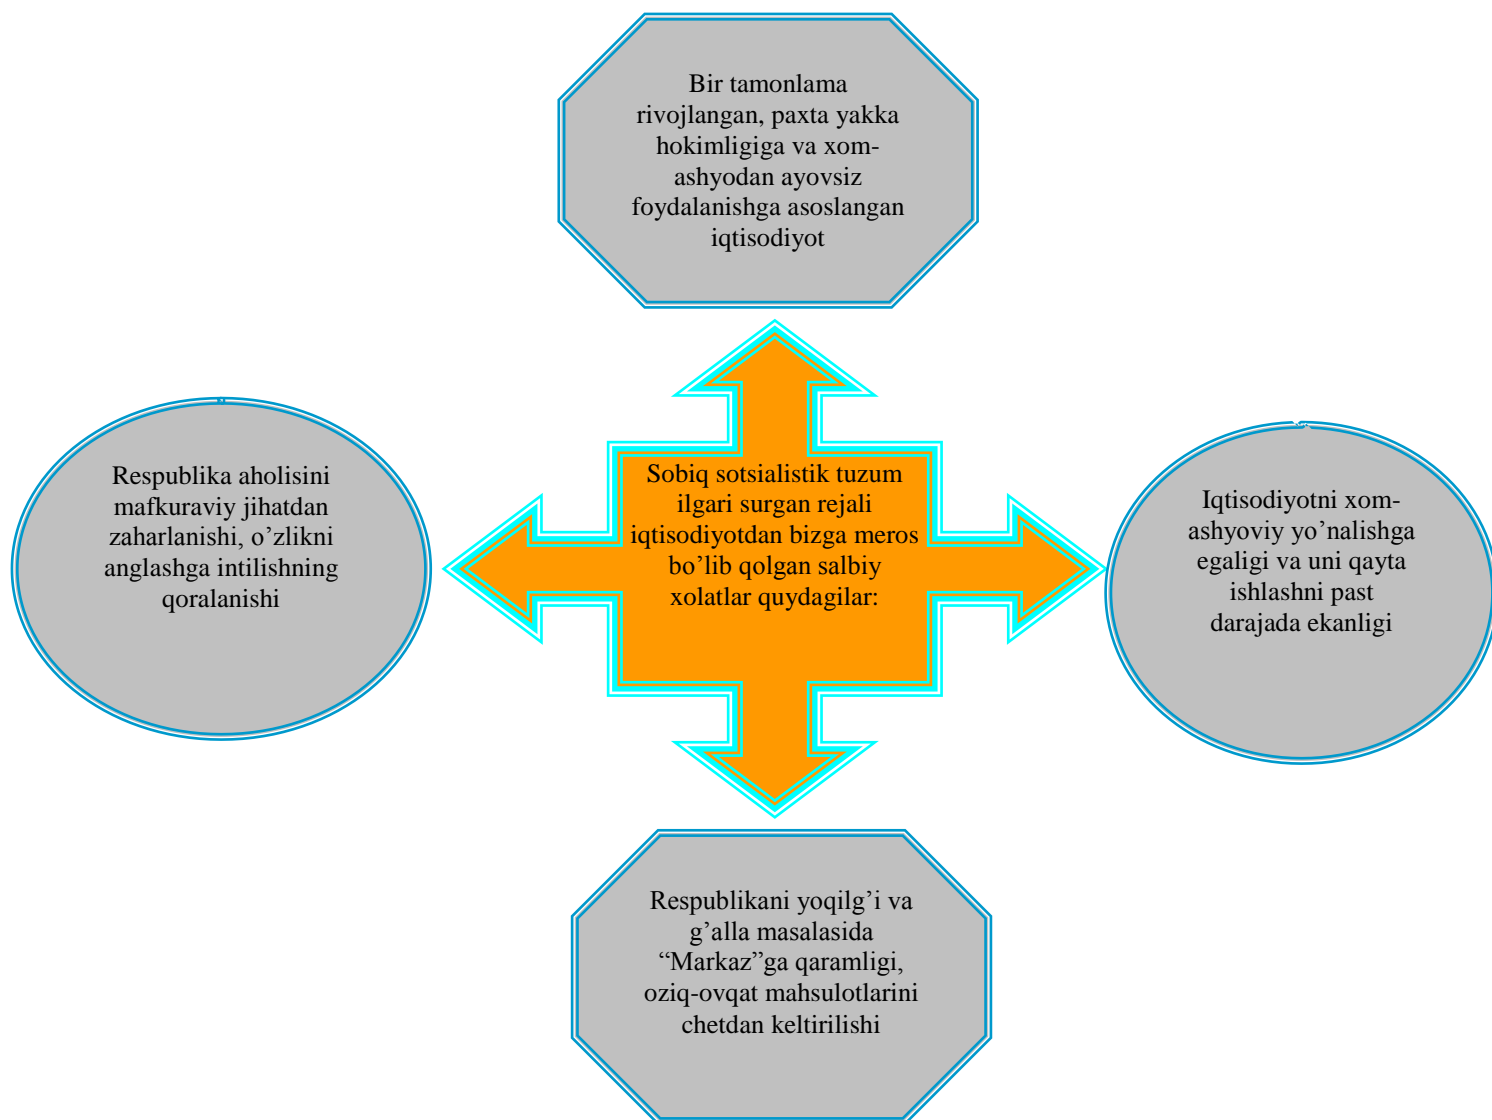 Bir tamonlama
rivojlangan, paxta yakka
hokimligiga va xom-
ashyodan ayovsiz
foydalanishga asoslangan
iqtisodiyot
Respublika aholisini
mafkuraviy jihatdan
zaharlanishi, o’zlikni
anglashga intilishning
qoralanishi
Sobiq sotsialistik tuzum
ilgari surgan rejali
iqtisodiyotdan bizga meros
bo’lib qolgan salbiy
xolatlar quydagilar:
Iqtisodiyotni xom-
ashyoviy yo’nalishga
egaligi va uni qayta
ishlashni past
darajada ekanligi
Respublikani yoqilg’i va
g’alla masalasida
“Markaz”ga qaramligi,
oziq-ovqat mahsulotlarini
chetdan keltirilishi